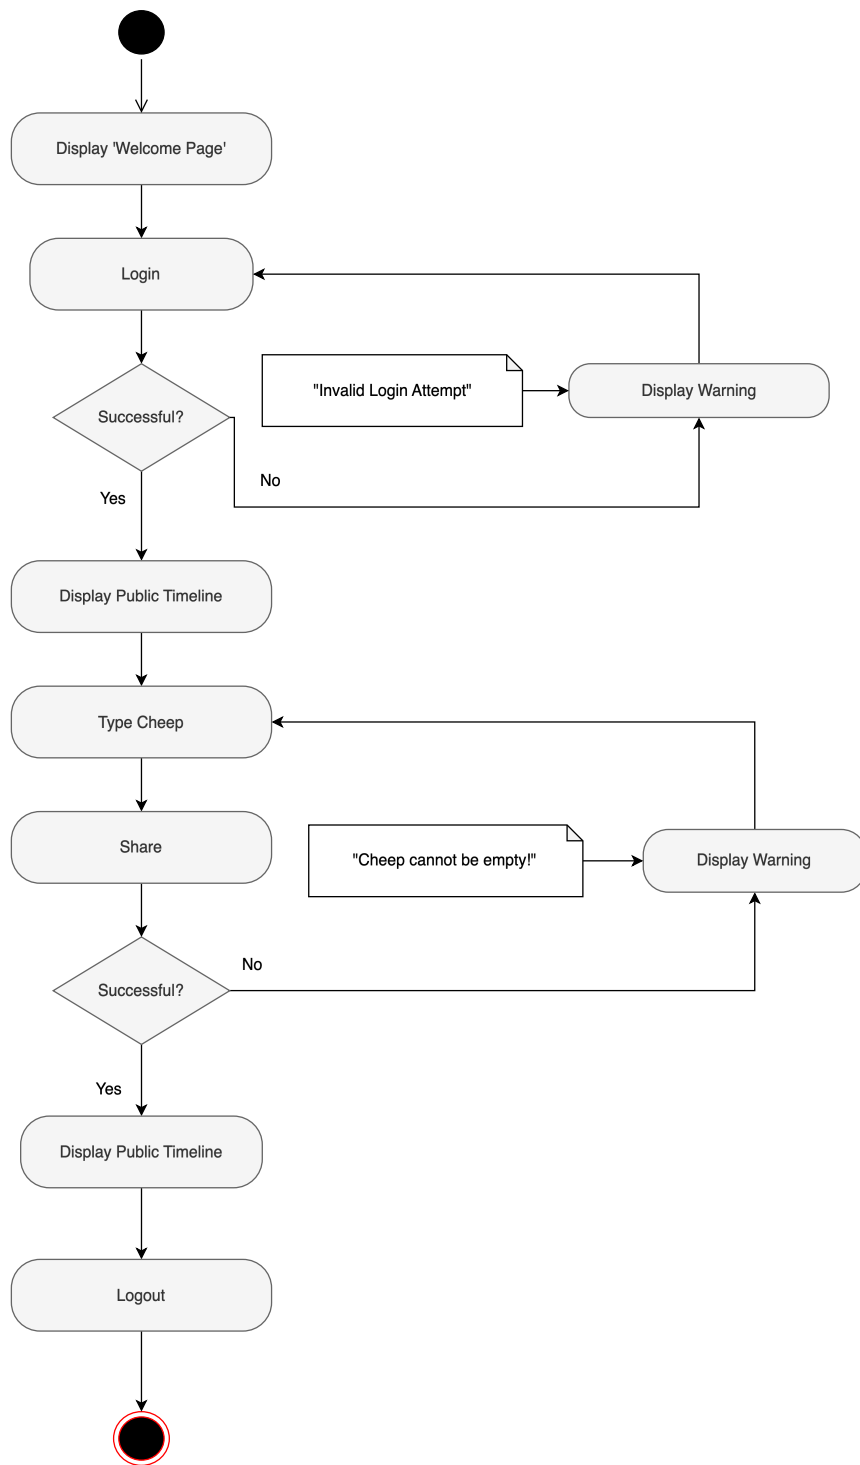 Display 'Welcome Page'
Login
"Invalid Login Attempt"
Display Warning
Successful?
No
Yes
Display Public Timeline
Type Cheep
Share
"Cheep cannot be empty!"
Display Warning
No
Successful?
Yes
Display Public Timeline
Logout